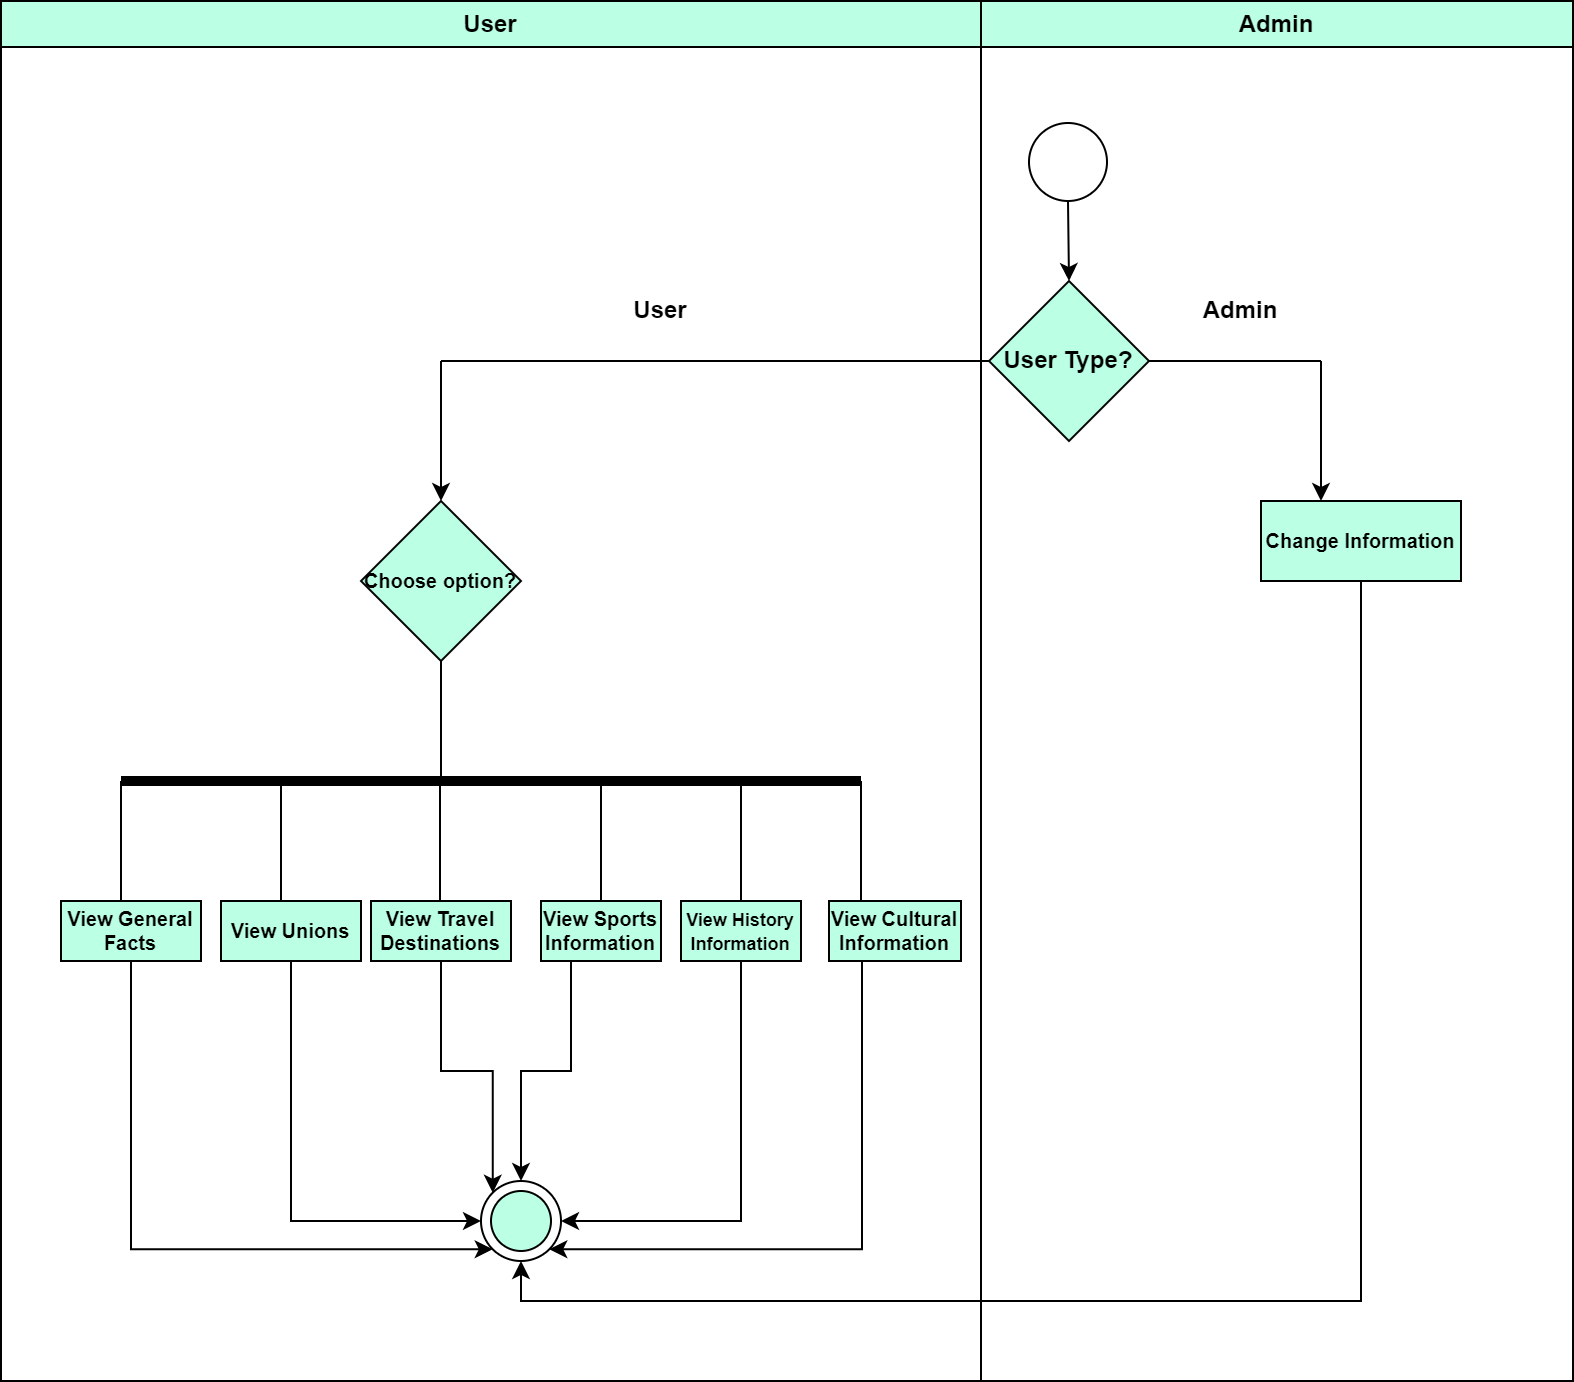 User
Admin
User
Admin
User Type?
Choose option?
Change Information
View General
Facts
View Unions
View Travel
Destinations
View Sports
Information
View History
Information
View Cultural
Information